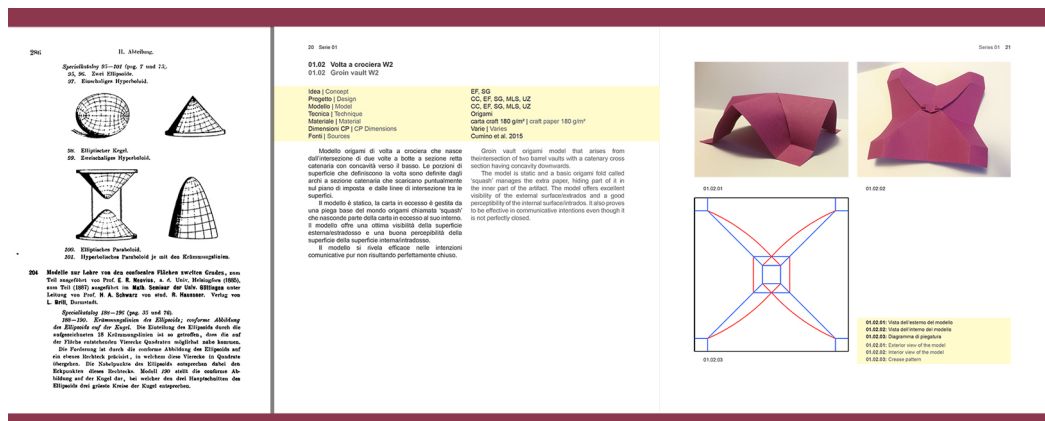 286
II. Abteilung.
Specialkatalog 95—101 (pag. 7 und 75).
95, 96. Zwei Ellipsoide.
97. Einschaliges Hyperboloid.
98. Elliptischer Kegel.
99. Zweischaliges Hyperboloid.
100. Elliptisches Paraboloid.
101. Hyperbolisches Paraboloid je mit den Krümmungslinien.
204 Modelle zur Lehre von den confocalen Flächen zweiten Grades, zum
Teil ausgeführt von Prof. E. R. Neovius, z. d. Univ. Helsingfors (1885),
zum Teil (1887) ausgeführt im Math. Seminar der Univ. Göttingen unter
Leitung von Prof. H. A. Schwarz von stud. R. Haussner. Verlag von
L. Brill, Darmstadt.
Specialkatalog 188—190 (pag. 35 und 76).
188—190. Krümmungslinien des Ellipsoids; conforme Abbildung
des Ellipsoids auf der Kugel. Die Einteilung des Ellipsoids durch die
aufgezeichneten 18 Krümmungslinien ist so getroffen, dass die auf
der Fläche entstehenden Vierecke Quadraten möglichst nahe kommen.
Die Forderung ist durch die conforme Abbildung des Ellipsoids auf
ein ebenes Rechteck präcisirt, in welchem diese Vierecke in Quadrate
übergehen. Die Nabelpunkte des Ellipsoids entsprechen dabei den
Eckpunkten dieses Rechtecks. Modell 190 stellt die conforme Ab-
bildung auf der Kugel dar, bei welcher den drei Hauptschnitten des
Ellipsoids drei grösste Kreise der Kugel entsprechen.
20 Serie 01
01.02 Volta a crociera W2
01.02 Groin vault W2
Idea | Concept EF, SG
Progetto | Design CC, EF, SG, MLS, UZ
Modello | Model CC, EF, SG, MLS, UZ
Tecnica | Technique Origami
Materiale | Material carta craft 180 g/m² | craft paper 180 g/m²
Dimensioni CP | CP Dimensions Varie | Varies
Fonti | Sources Cumino et al. 2015
Modello origami di volta a crociera che nasce
dall'intersezione di due volte a botte a sezione retta
catenaria con concavità verso il basso. Le porzioni di
superficie che definiscono la volta sono definite dagli
archi a sezione catenaria che scaricano puntualmente
sul piano di imposta e dalle linee di intersezione tra le
superfici.
Il modello è statico, la carta in eccesso è gestita da
una piega base del mondo origami chiamata 'squash'
che nasconde parte della carta in eccesso al suo interno.
Il modello offre una ottima visibilità della superficie
esterna/estradosso e una buona percepibilità della
superficie della superficie interna/intradosso.
Il modello si rivela efficace nelle intenzioni
comunicative pur non risultando perfettamente chiuso.
Groin vault origami model that arises from
theintersection of two barrel vaults with a catenary cross
section having concavity downwards.
The model is static and a basic origami fold called
'squash' manages the extra paper, hiding part of it in
the inner part of the artifact. The model offers excellent
visibility of the external surface/extrados and a good
perceptibility of the internal surface/intrados. It also proves
to be effective in communicative intentions even though it
is not perfectly closed.
Series 01 21
01.02.01
01.02.02
01.02.03
01.02.01: Vista dell'esterno del modello
01.02.02: Vista dell'interno del modello
01.02.03: Diagramma di piegatura
01.02.01: Exterior view of the model
01.02.02: Interior view of the model
01.02.03: Crease pattern